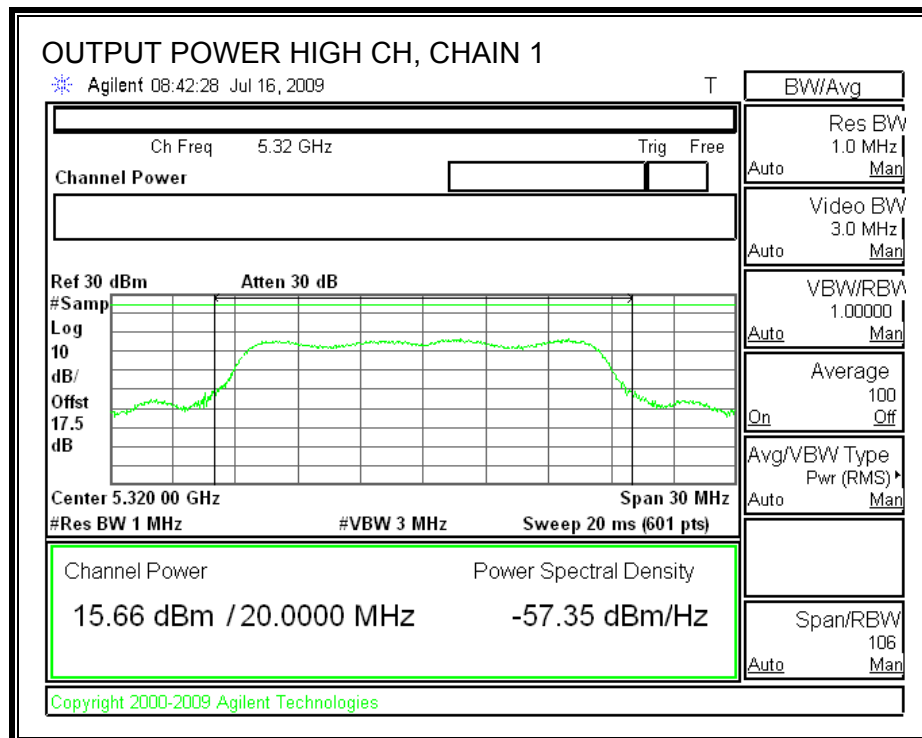 OUTPUT POWER HIGH CH, CHAIN 1
Agilent 08:42:28 Jul 16, 2009 T
Ch Freq 5.32 GHz Trig Free
Channel Power
Ref 30 dBm Atten 30 dB
#Samp
Log
10
dB/
Offst
17.5
dB
Center 5.320 00 GHz Span 30 MHz
#Res BW 1 MHz #VBW 3 MHz Sweep 20 ms (601 pts)
Channel Power Power Spectral Density
15.66 dBm / 20.0000 MHz -57.35 dBm/Hz
Copyright 2000-2009 Agilent Technologies
BW/Avg
Res BW
1.0 MHz
Auto Man
Video BW
3.0 MHz
Auto Man
VBW/RBW
1.00000
Auto Man
Average
100
On Off
Avg/VBW Type
Pwr (RMS)
Auto Man
Span/RBW
106
Auto Man